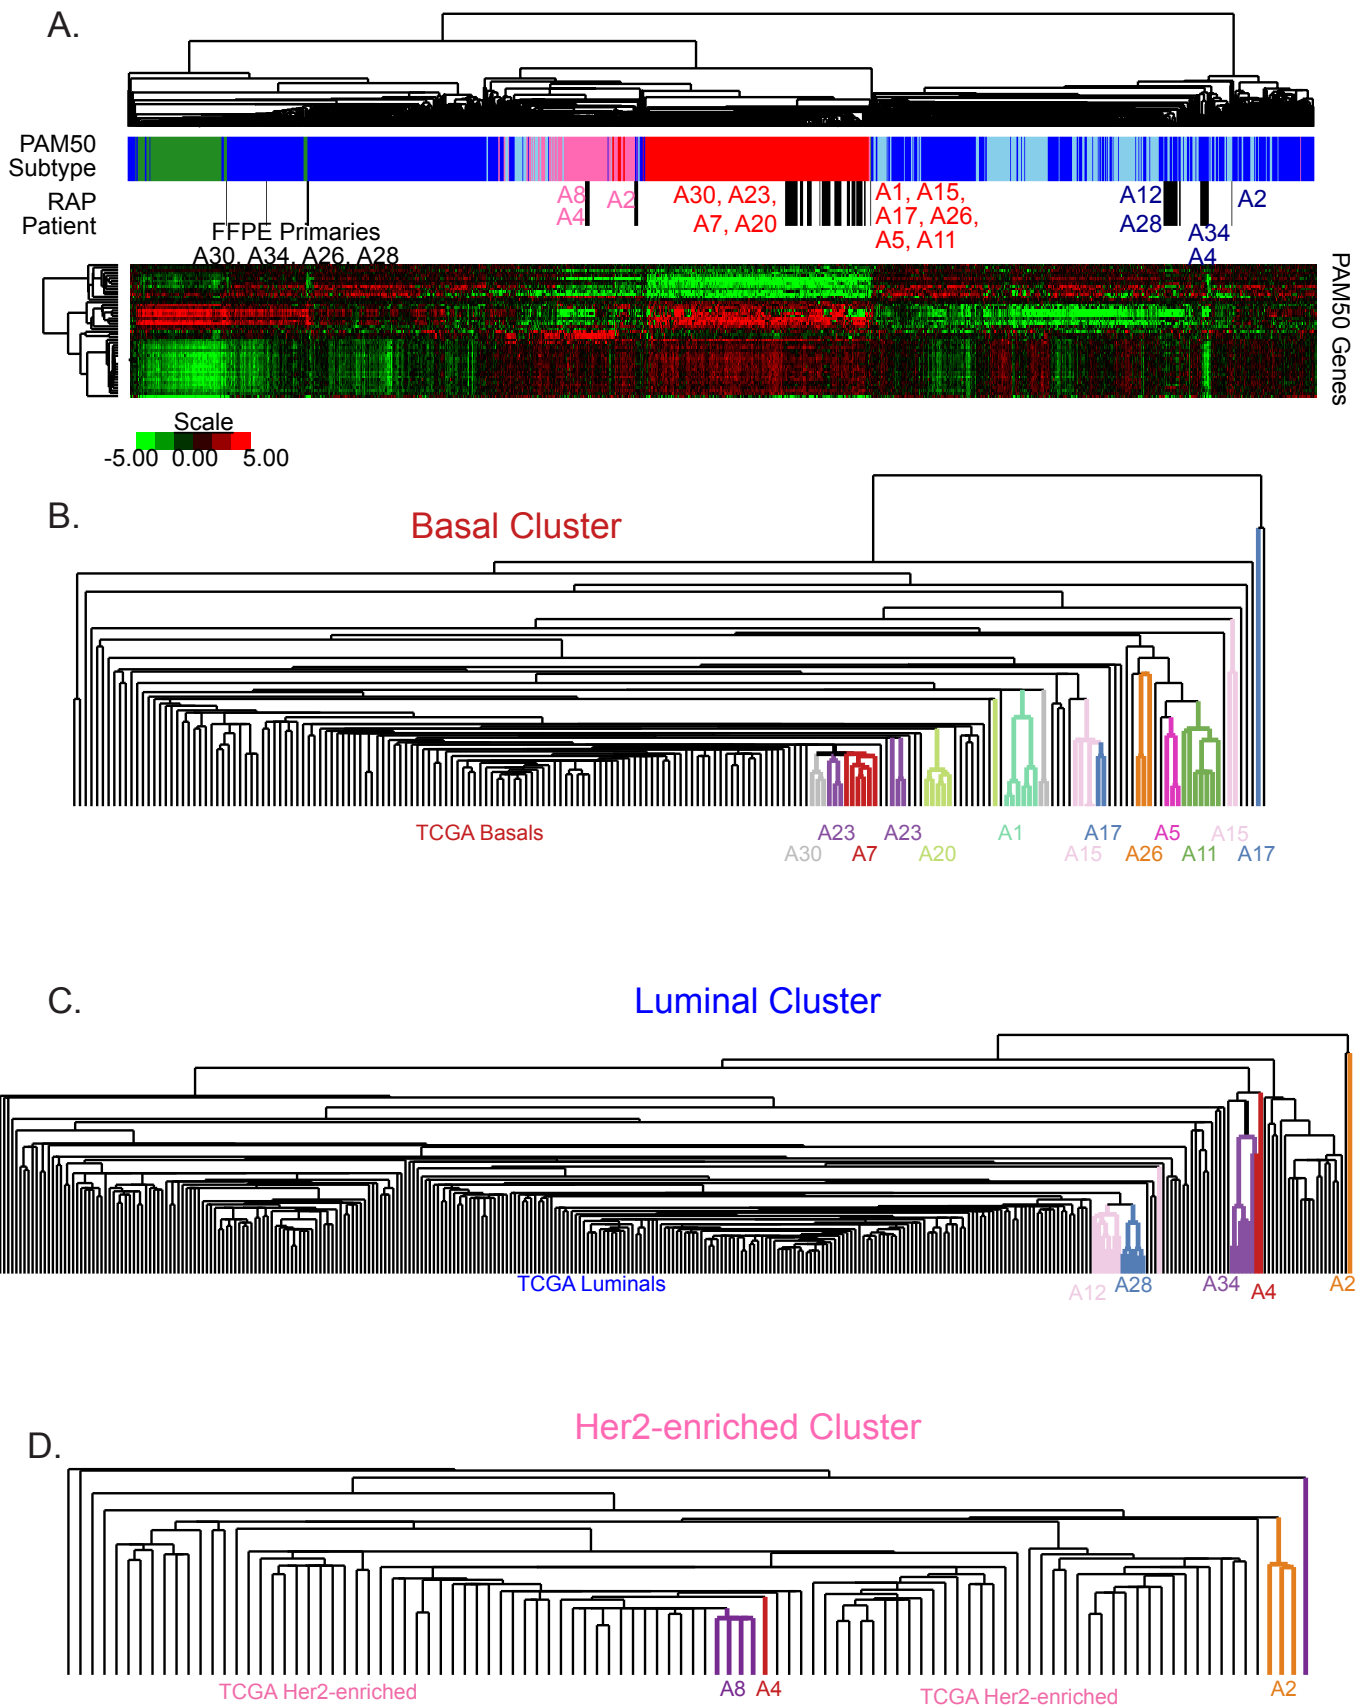 A.
PAM50
Subtype
RAP
Patient
FFPE Primaries
A30, A34, A26, A28
A8
A4
A2
A30, A23,
A7, A20
A1, A15,
A17, A26,
A5, A11
A12
A28
A34
A4
A2
PAM50 Genes
Scale
-5.00 0.00 5.00
B.
Basal Cluster
TCGA Basals
A23 A23 A1 A17 A5 A15
A30 A7 A20 A15 A26 A11 A17
C.
Luminal Cluster
TCGA Luminals
A12 A28 A34 A4 A2
D.
Her2-enriched Cluster
TCGA Her2-enriched A8 A4 TCGA Her2-enriched A2